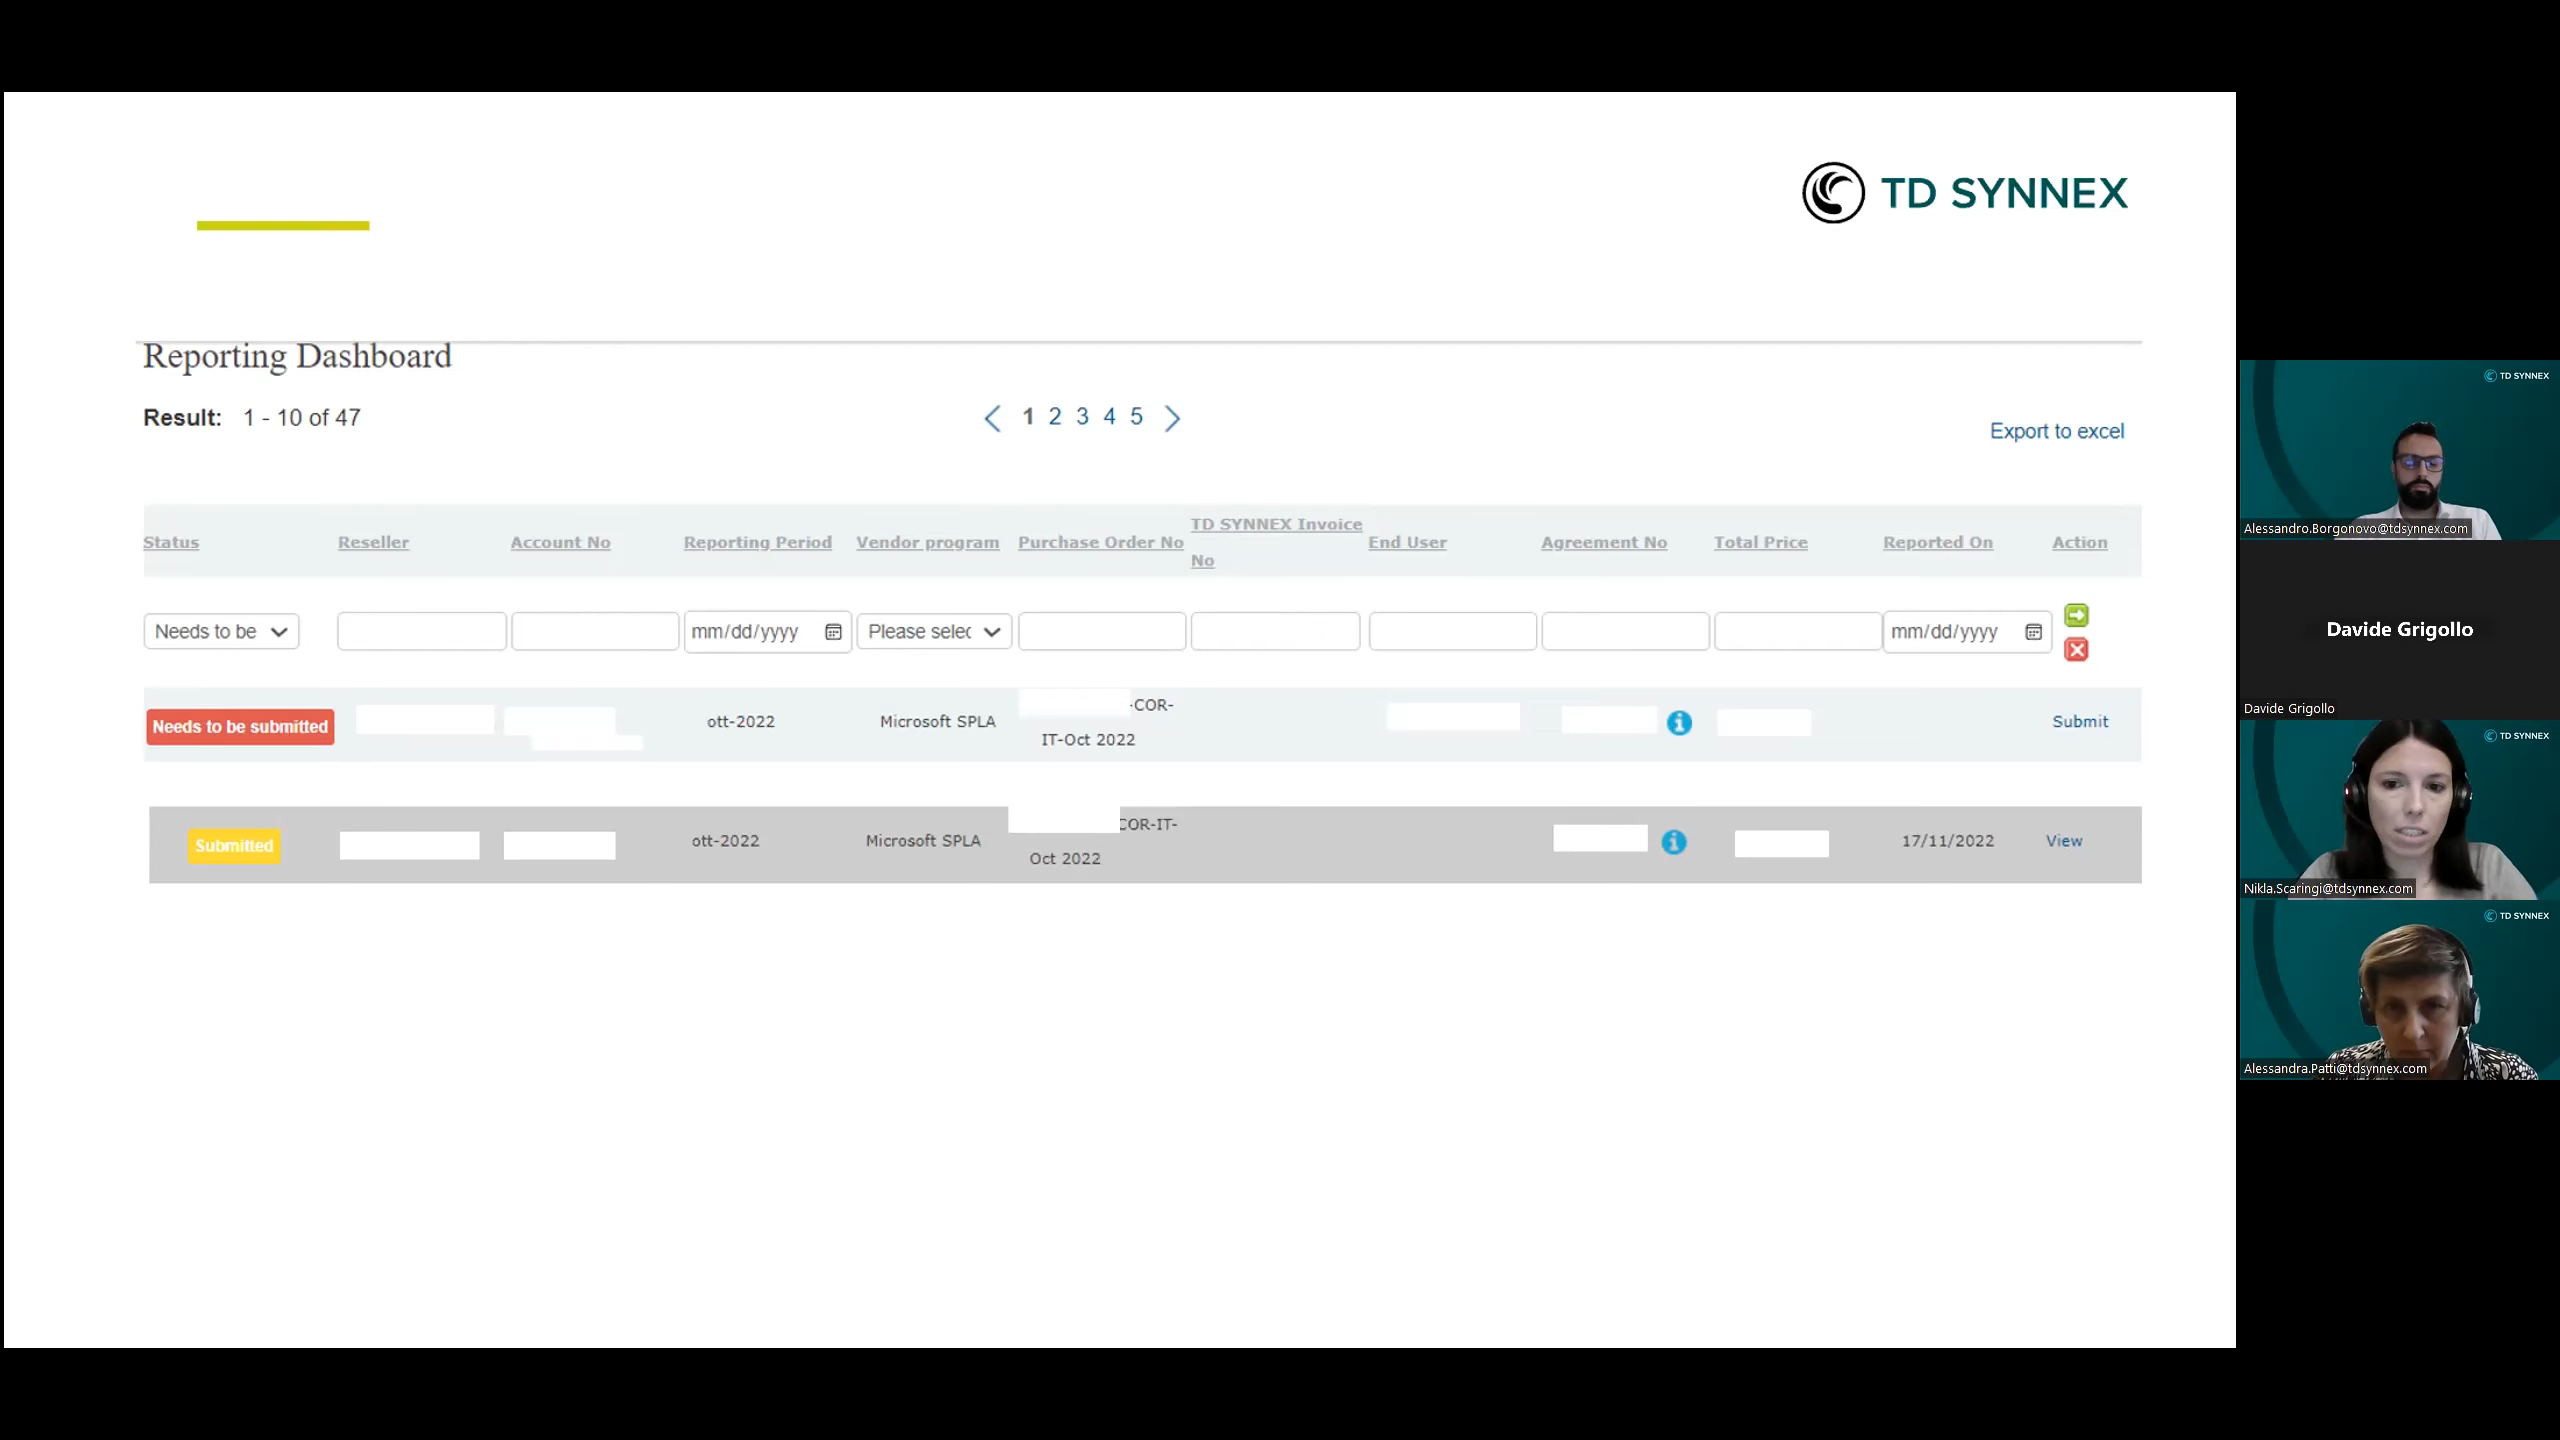 TD SYNNEX
Reporting Dashboard
Result: 1 - 10 of 47
1 2 3 4 5
Export to excel
Status Reseller Account No Reporting Period Vendor program Purchase Order No TD SYNNEX Invoice No End User Agreement No Total Price Reported On Action
Needs to be mm/dd/yyyy Please selec mm/dd/yyyy
Needs to be submitted ott-2022 Microsoft SPLA -COR- Submit
IT-Oct 2022
Submitted ott-2022 Microsoft SPLA COR-IT- 17/11/2022 View
Oct 2022
TD SYNNEX
Alessandro.Borgonovo@tdsynnex.com
Davide Grigollo
Davide Grigollo
TD SYNNEX
Nikla.Scaringi@tdsynnex.com
TD SYNNEX
Alessandra.Patti@tdsynnex.com